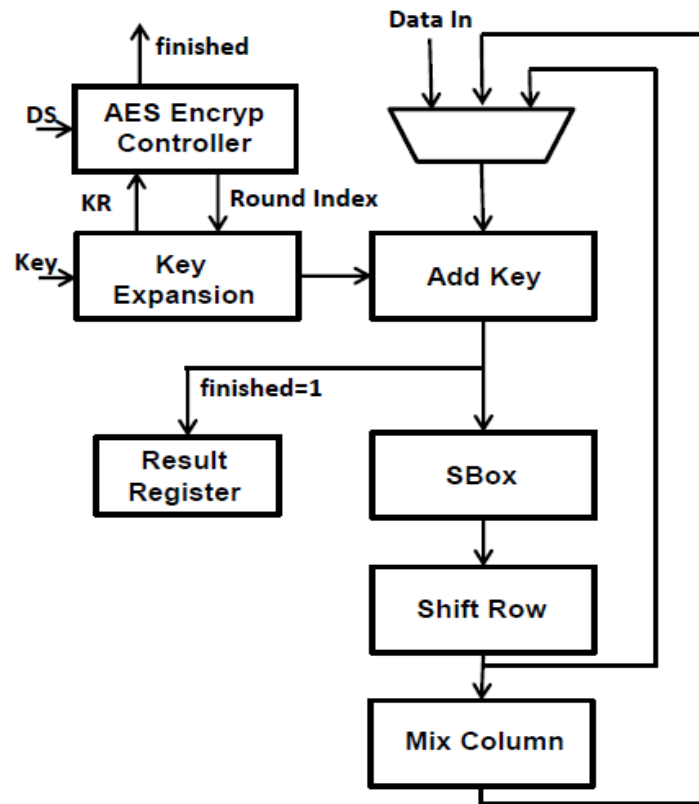 finished
Data In
DS
AES Encryp
Controller
KR
Round Index
Key
Key
Expansion
Add Key
finished=1
Result
Register
SBox
Shift Row
Mix Column